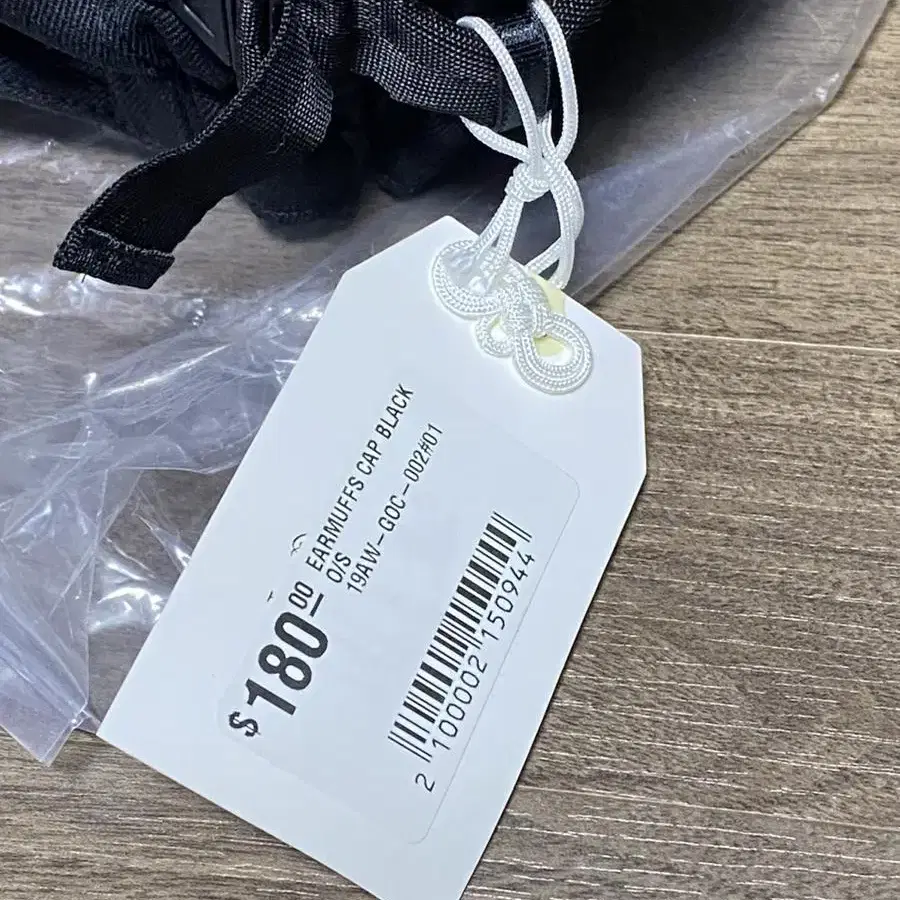 EARMUFFS CAP BLACK
O/S
19AW-GOC-002#01
$180.00
2 100002 150944